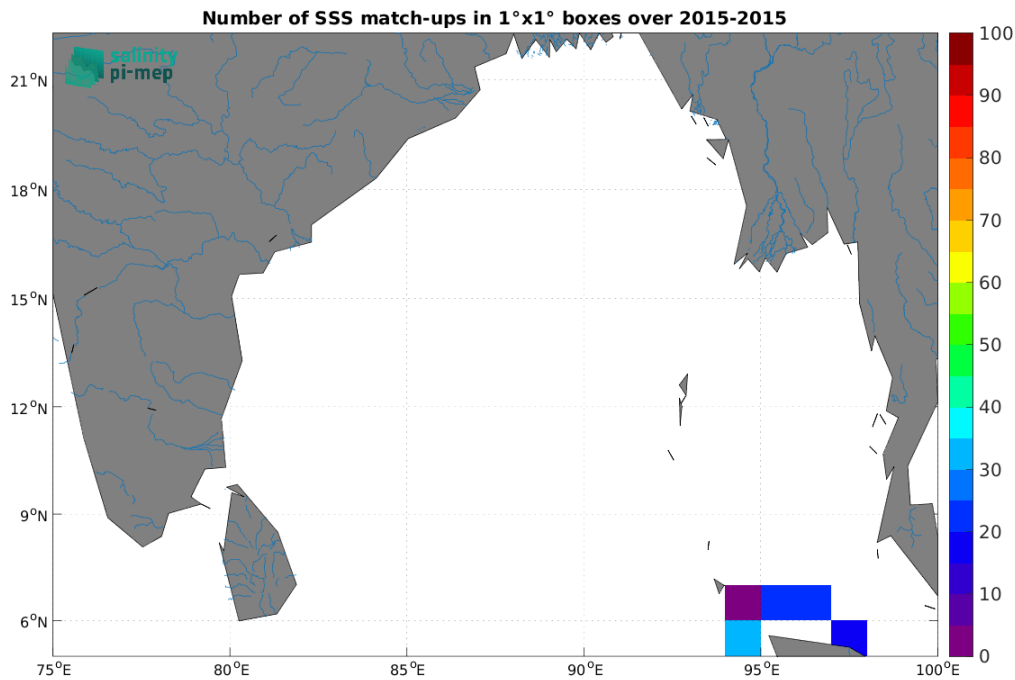 Number of SSS match-ups in 1°x1° boxes over 2015-2015
salinity
pi-mep
21°N
18°N
15°N
12°N
9°N
6°N
75°E 80°E 85°E 90°E 95°E 100°E
100
90
80
70
60
50
40
30
20
10
0